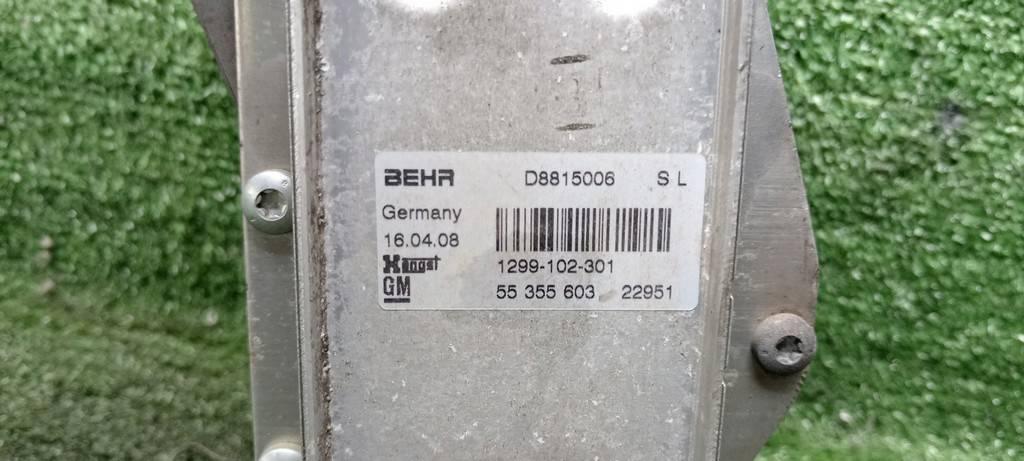 BEHR D8815006 S L
Germany
16.04.08
Hengst 1299-102-301
GM 55 355 603 22951